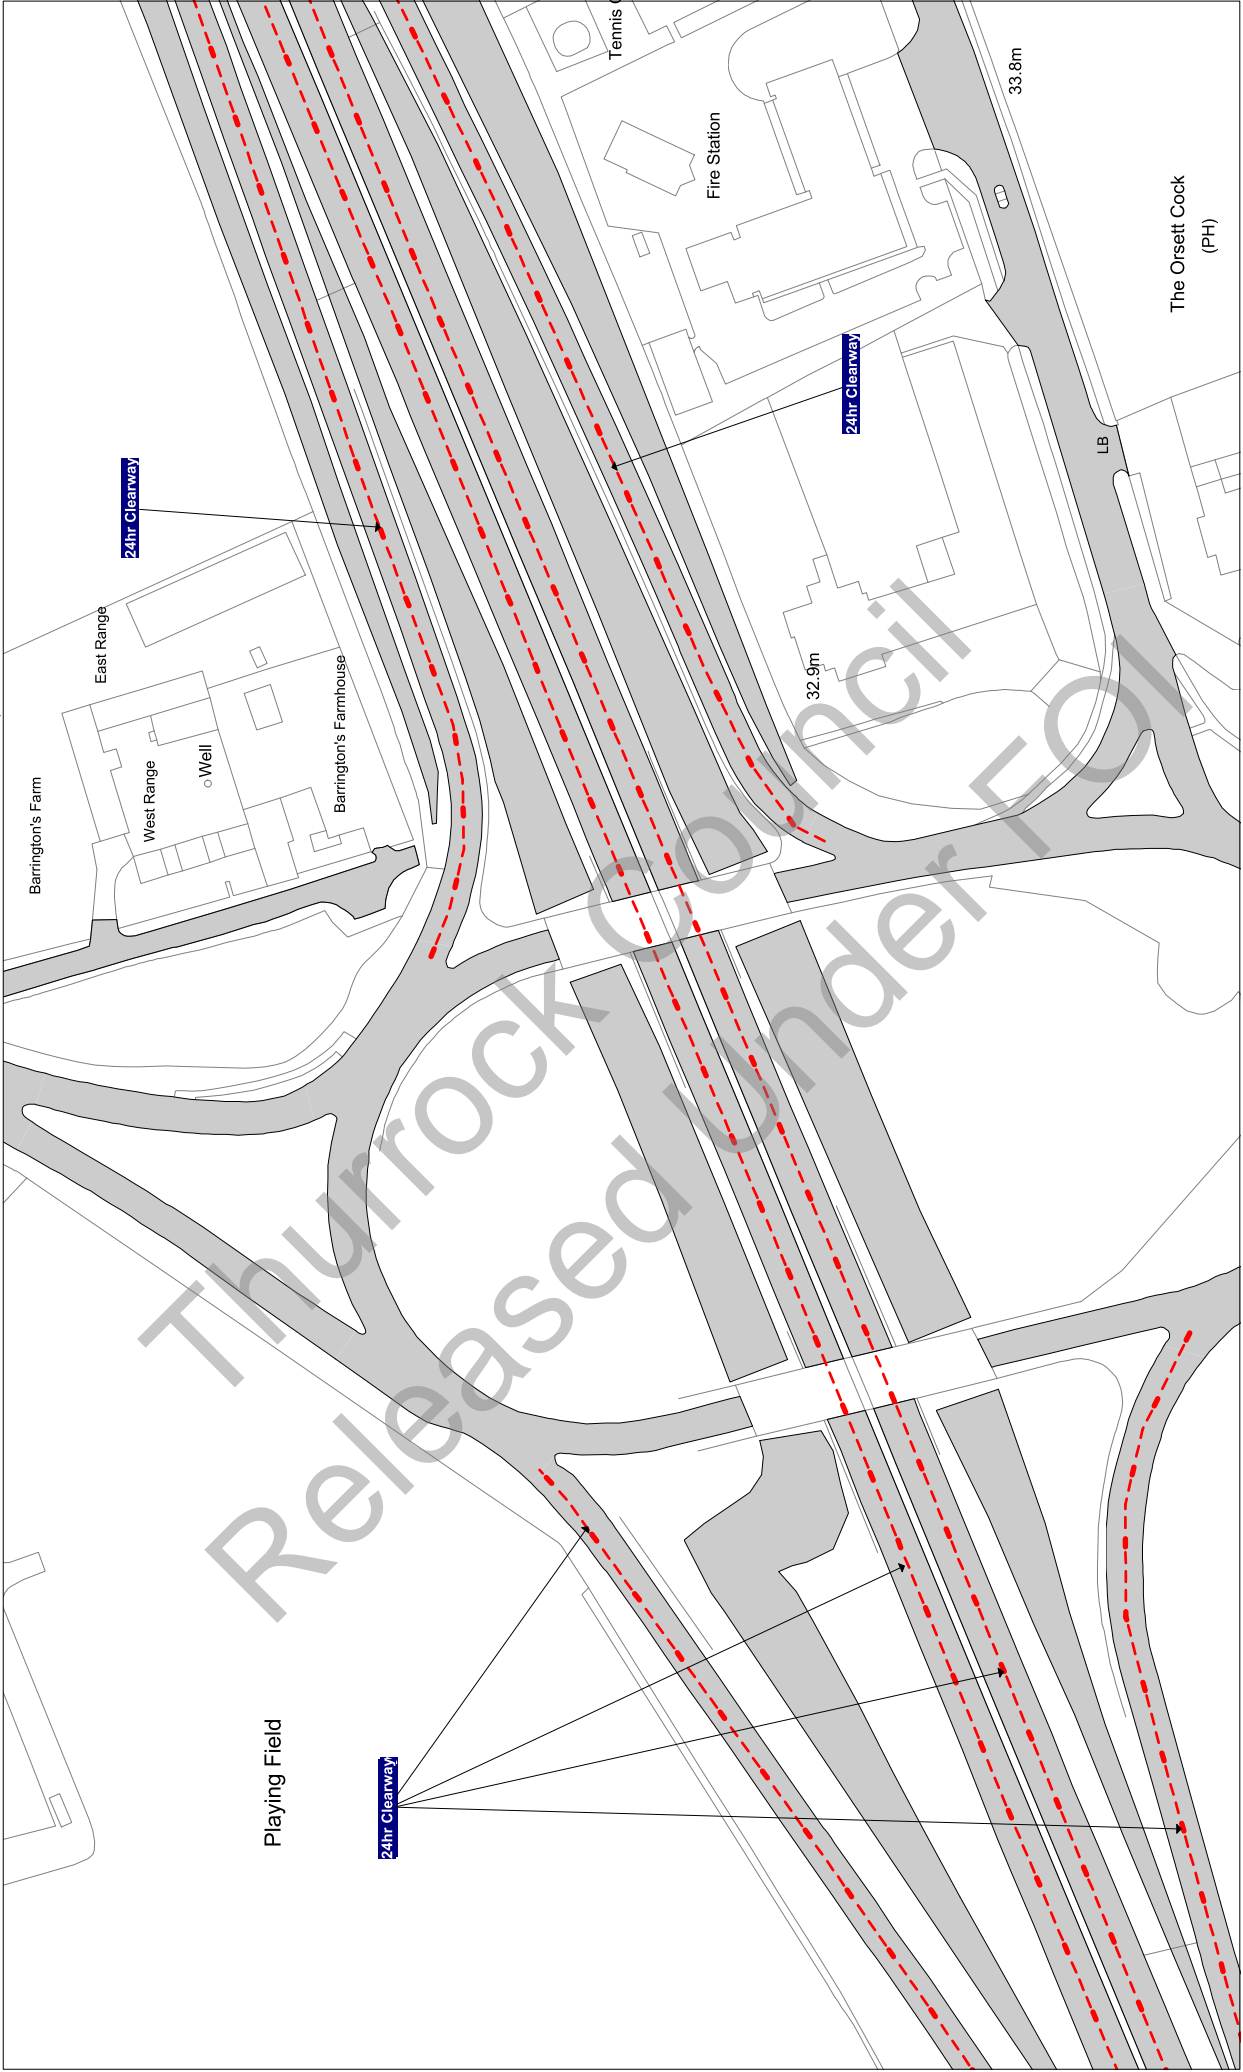 Barrington's Farm
East Range
West Range
Well
Barrington's Farmhouse
24hr Clearway
Tennis
Fire Station
33.8m
The Orsett Cock
(PH)
24hr Clearway
LB
32.9m
Playing Field
24hr Clearway
Thurrock Council
Released Under FOI